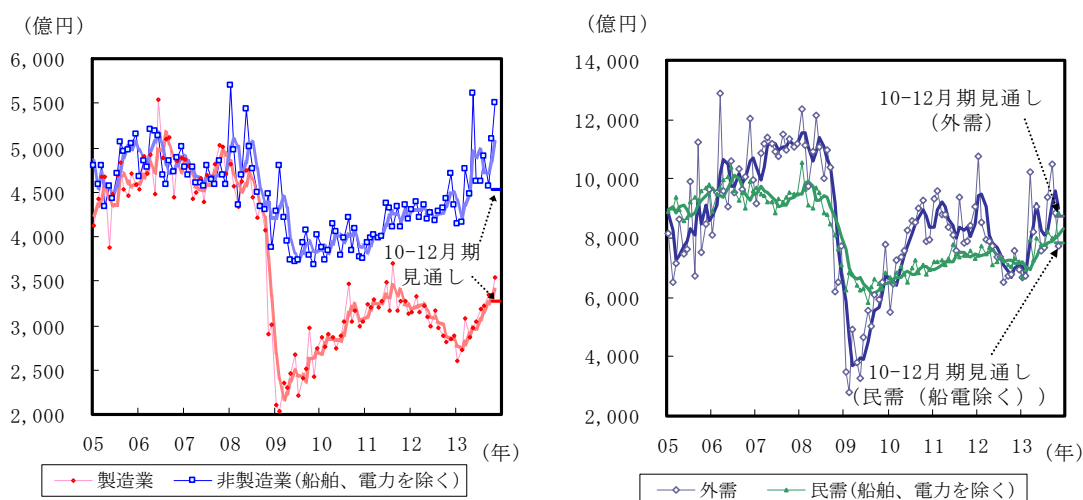 (億円)
6,000
5,500
5,000
4,500
4,000
3,500
3,000
2,500
2,000
10-12月期
見通し
05 06 07 08 09 10 11 12 13 (年)
製造業 非製造業(船舶、電力を除く)
(億円)
14,000
12,000
10,000
8,000
6,000
4,000
2,000
10-12月期見通し
(外需)
10-12月期見通し
(民需(船電除く))
05 06 07 08 09 10 11 12 13 (年)
外需 民需(船舶、電力を除く)